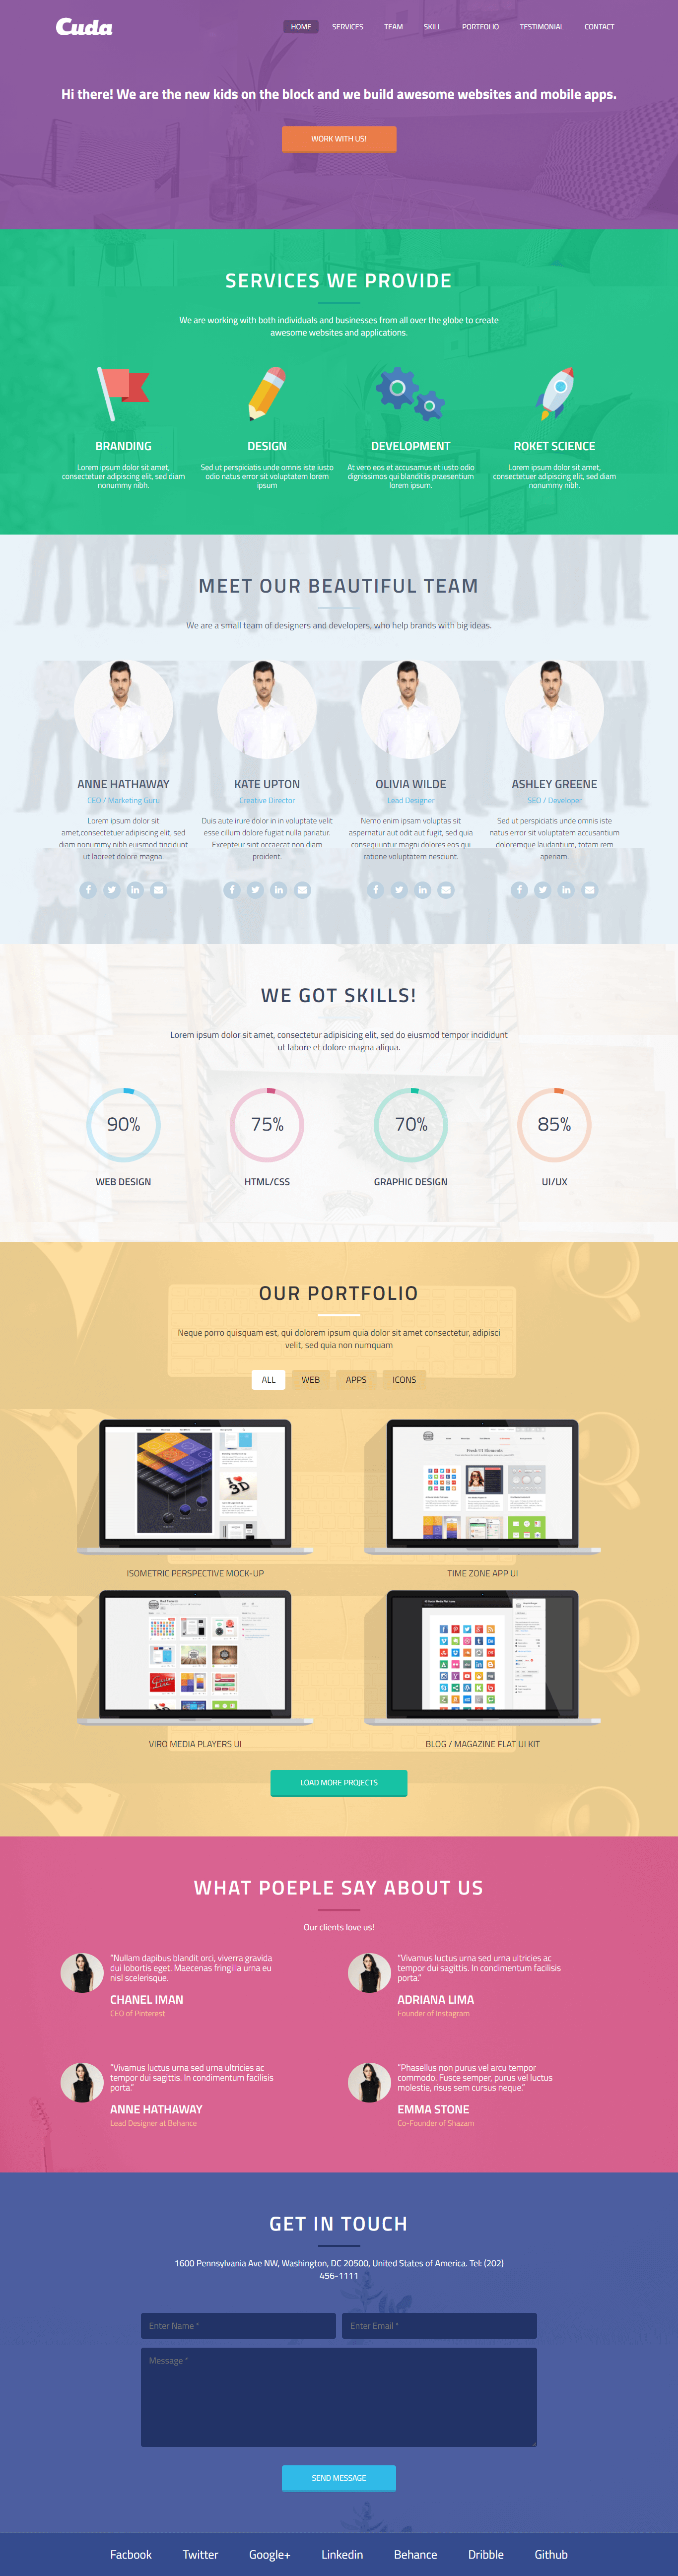 Cuda
HOME SERVICES TEAM SKILL PORTFOLIO TESTIMONIAL CONTACT
Hi there! We are the new kids on the block and we build awesome websites and mobile apps.
WORK WITH US!
SERVICES WE PROVIDE
We are working with both individuals and businesses from all over the globe to create
awesome websites and applications.
BRANDING
Lorem ipsum dolor sit amet,
consectetuer adipiscing elit, sed diam
nonummy nibh.
DESIGN
Sed ut perspiciatis unde omnis iste iusto
odio natus error sit voluptatem lorem
ipsum
DEVELOPMENT
At vero eos et accusamus et iusto odio
dignissimos qui blanditiis praesentium
lorem ipsum.
ROKET SCIENCE
Lorem ipsum dolor sit amet,
consectetuer adipiscing elit, sed diam
nonummy nibh.
MEET OUR BEAUTIFUL TEAM
We are a small team of designers and developers, who help brands with big ideas.
ANNE HATHAWAY
CEO / Marketing Guru
Lorem ipsum dolor sit
amet,consectetuer adipiscing elit, sed
diam nonummy nibh euismod tincidunt
ut laoreet dolore magna.
KATE UPTON
Creative Director
Duis aute irure dolor in in voluptate velit
esse cillum dolore fugiat nulla pariatur.
Excepteur sint occaecat non diam
proident.
OLIVIA WILDE
Lead Designer
Nemo enim ipsam voluptas sit
aspernatur aut odit aut fugit, sed quia
consequuntur magni dolores eos qui
ratione voluptatem nesciunt.
ASHLEY GREENE
SEO / Developer
Sed ut perspiciatis unde omnis iste
natus error sit voluptatem accusantium
doloremque laudantium, totam rem
aperiam.
WE GOT SKILLS!
Lorem ipsum dolor sit amet, consectetur adipisicing elit, sed do eiusmod tempor incididunt
ut labore et dolore magna aliqua.
90% 75% 70% 85%
WEB DESIGN HTML/CSS GRAPHIC DESIGN UI/UX
OUR PORTFOLIO
Neque porro quisquam est, qui dolorem ipsum quia dolor sit amet consectetur, adipisci
velit, sed quia non numquam
ALL WEB APPS ICONS
I
3D
Fresh UI Elements
ISOMETRIC PERSPECTIVE MOCK-UP
TIME ZONE APP UI
VIRO MEDIA PLAYERS UI
BLOG / MAGAZINE FLAT UI KIT
LOAD MORE PROJECTS
WHAT POEPLE SAY ABOUT US
Our clients love us!
"Nullam dapibus blandit orci, viverra gravida
dui lobortis eget. Maecenas fringilla urna eu
nisl scelerisque.
CHANEL IMAN
CEO of Pinterest
"Vivamus luctus urna sed urna ultricies ac
tempor dui sagittis. In condimentum facilisis
porta."
ADRIANA LIMA
Founder of Instagram
"Vivamus luctus urna sed urna ultricies ac
tempor dui sagittis. In condimentum facilisis
porta."
ANNE HATHAWAY
Lead Designer at Behance
"Phasellus non purus vel arcu tempor
commodo. Fusce semper, purus vel luctus
molestie, risus sem cursus neque."
EMMA STONE
Co-Founder of Shazam
GET IN TOUCH
1600 Pennsylvania Ave NW, Washington, DC 20500, United States of America. Tel: (202)
456-1111
Enter Name * Enter Email *
Message *
SEND MESSAGE
Facbook Twitter Google+ Linkedin Behance Dribble Github